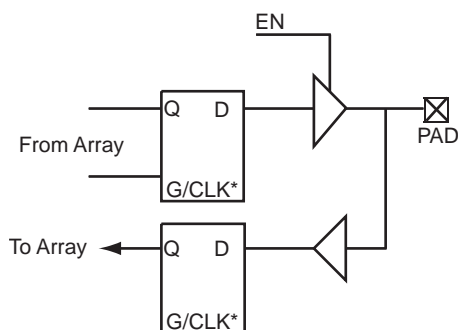 EN
Q D
PAD
From Array
G/CLK*
To Array
Q D
G/CLK*